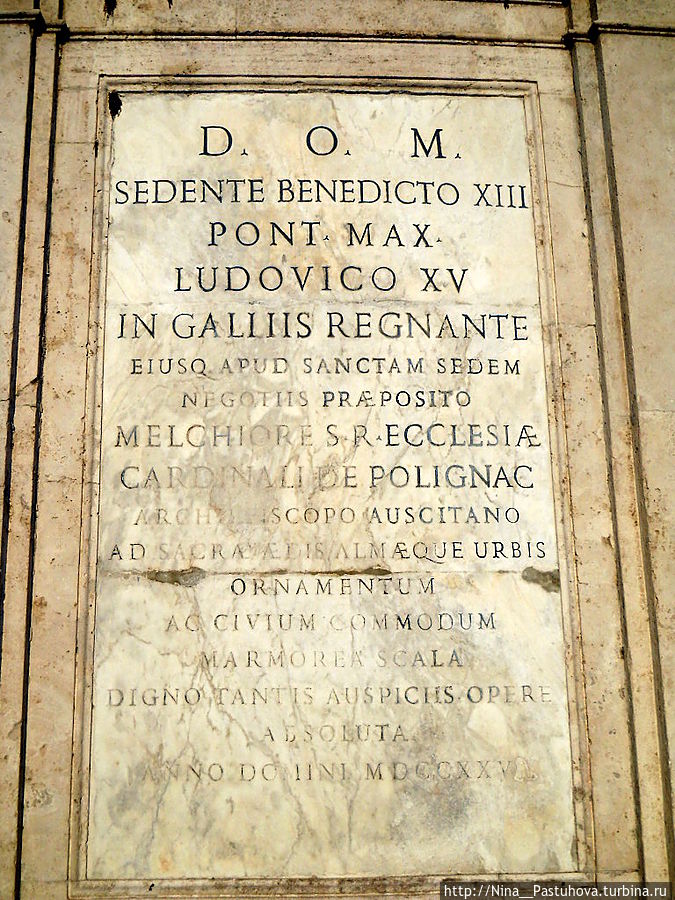 D. O. M.
SEDENTE BENEDICTO XIII
PONT· MAX·
LUDOVICO XV
IN GALLIIS REGNANTE
EIUSQ APUD SANCTAM SEDEM
NEGOTIIS PRÆPOSITO
MELCHIORE S·R·ECCLESIÆ
CARDINALI DE POLIGNAC
AUSCITANO
AD SACRÆ ÆDIS ALMÆQUE URBIS
ORNAMENTUM
AC CIVIUM COMMODUM
MARMOREA SCALA
DIGNO TANTIS AUSPICIIS OPERE
ABSOLUTA
ANNO DOMINI
http://Nina__Pastuhova@turbina.ru